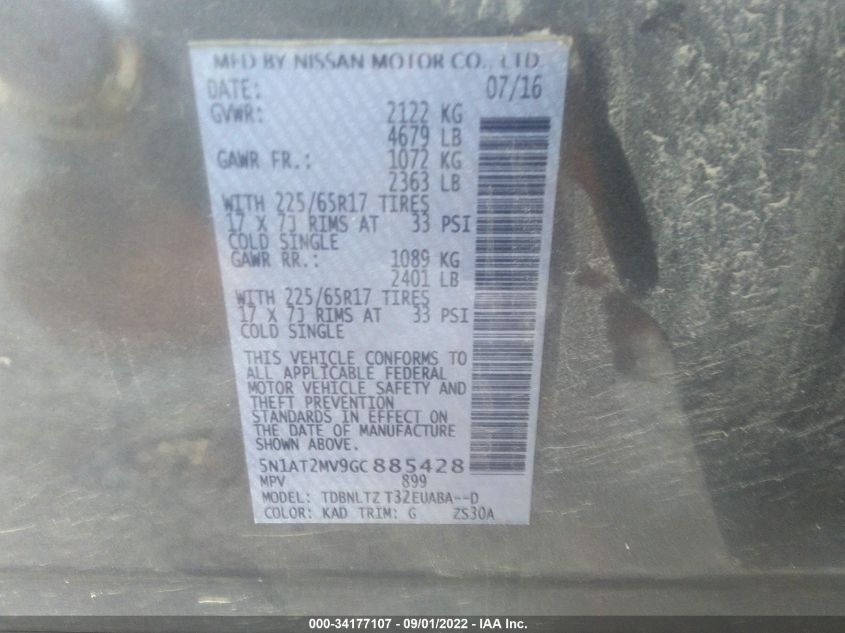 MFD BY NISSAN MOTOR CO., LTD.
DATE: 07/16
GVWR: 2122 KG
4679 LB
GAWR FR.: 1072 KG
2363 LB
WITH 225/65R17 TIRES
17 X 7J RIMS AT 33 PSI
COLD SINGLE
GAWR RR.: 1089 KG
2401 LB
WITH 225/65R17 TIRES
17 X 7J RIMS AT 33 PSI
COLD SINGLE
THIS VEHICLE CONFORMS TO
ALL APPLICABLE FEDERAL
MOTOR VEHICLE SAFETY AND
THEFT PREVENTION
STANDARDS IN EFFECT ON
THE DATE OF MANUFACTURE
SHOWN ABOVE.
5N1AT2MV9GC885428
MPV 899
MODEL: TDBNLTZ T32EUABA--D
COLOR: KAD TRIM: G ZS30A
000-34177107 - 09/01/2022 - IAA Inc.